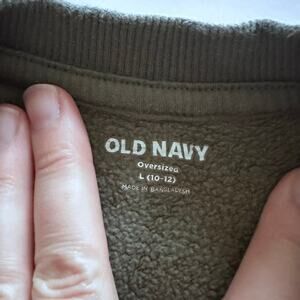 OLD NAVY
Oversized
L (10-12)
MADE IN BANGLADESH